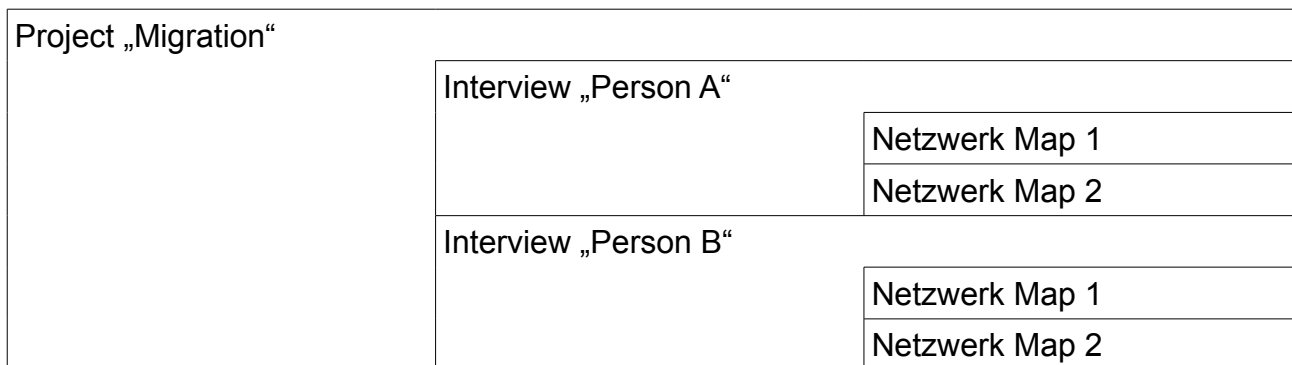 Project „Migration“
Interview „Person A“
Netzwerk Map 1
Netzwerk Map 2
Interview „Person B“
Netzwerk Map 1
Netzwerk Map 2